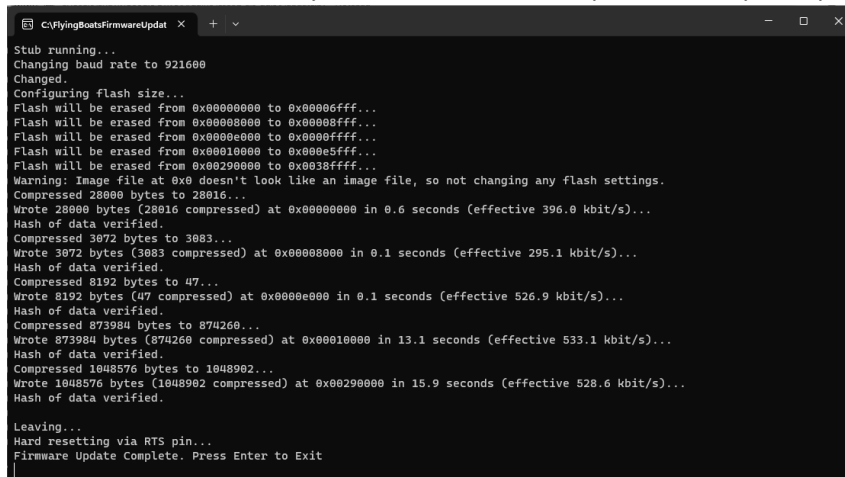 C:\FlyingBoatsFirmwareUpdat
Stub running...
Changing baud rate to 921600
Changed.
Configuring flash size...
Flash will be erased from 0x00000000 to 0x00006fff...
Flash will be erased from 0x00008000 to 0x00008fff...
Flash will be erased from 0x0000e000 to 0x0000ffff...
Flash will be erased from 0x00010000 to 0x000e5fff...
Flash will be erased from 0x00290000 to 0x0038ffff...
Warning: Image file at 0x0 doesn't look like an image file, so not changing any flash settings.
Compressed 28000 bytes to 28016...
Wrote 28000 bytes (28016 compressed) at 0x00000000 in 0.6 seconds (effective 396.0 kbit/s)...
Hash of data verified.
Compressed 3072 bytes to 3083...
Wrote 3072 bytes (3083 compressed) at 0x00008000 in 0.1 seconds (effective 295.1 kbit/s)...
Hash of data verified.
Compressed 8192 bytes to 47...
Wrote 8192 bytes (47 compressed) at 0x0000e000 in 0.1 seconds (effective 526.9 kbit/s)...
Hash of data verified.
Compressed 873984 bytes to 874260...
Wrote 873984 bytes (874260 compressed) at 0x00010000 in 13.1 seconds (effective 533.1 kbit/s)...
Hash of data verified.
Compressed 1048576 bytes to 1048902...
Wrote 1048576 bytes (1048902 compressed) at 0x00290000 in 15.9 seconds (effective 528.6 kbit/s)...
Hash of data verified.
Leaving...
Hard resetting via RTS pin...
Firmware Update Complete. Press Enter to Exit